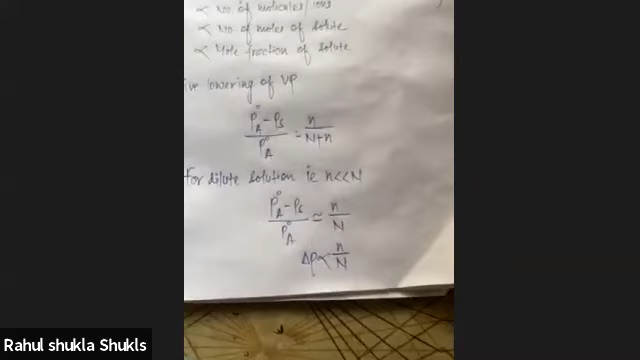 ∝ No. of molecules/ions
∝ No. of moles of solute
∝ Mole fraction of solute
ive lowering of VP
P°A - Ps / P°A = n / N+n
For dilute solution ie n<<N
P°A - Ps / P°A ≃ n / N
Δp ∝ n / N
Rahul shukla Shukls